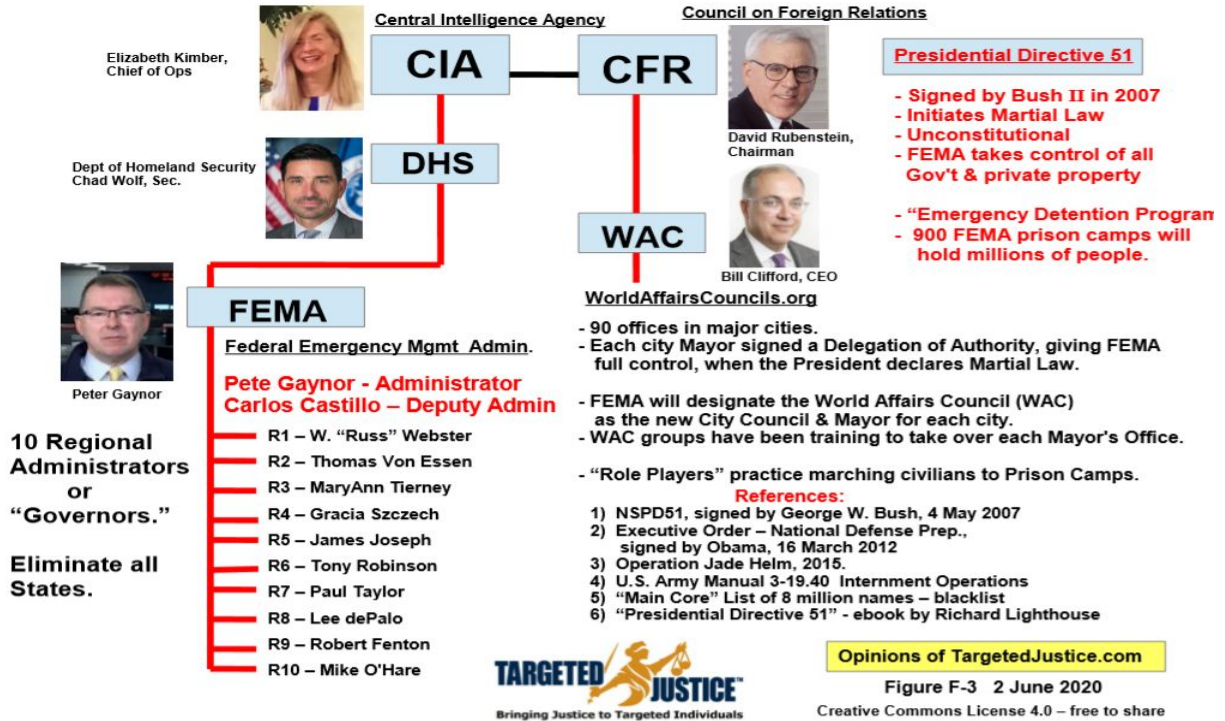 Central Intelligence Agency
Council on Foreign Relations
Elizabeth Kimber,
Chief of Ops
CIA
CFR
David Rubenstein,
Chairman
Presidential Directive 51
- Signed by Bush II in 2007
- Initiates Martial Law
- Unconstitutional
- FEMA takes control of all
Gov't & private property
- “Emergency Detention Program
- 900 FEMA prison camps will
hold millions of people.
Dept of Homeland Security
Chad Wolf, Sec.
DHS
WAC
Bill Clifford, CEO
Peter Gaynor
FEMA
Federal Emergency Mgmt Admin.
Pete Gaynor - Administrator
Carlos Castillo – Deputy Admin
R1 – W. “Russ” Webster
R2 – Thomas Von Essen
R3 – MaryAnn Tierney
R4 – Gracia Szczech
R5 – James Joseph
R6 – Tony Robinson
R7 – Paul Taylor
R8 – Lee dePalo
R9 – Robert Fenton
R10 – Mike O'Hare
10 Regional
Administrators
or
“Governors.”
Eliminate all
States.
WorldAffairsCouncils.org
- 90 offices in major cities.
- Each city Mayor signed a Delegation of Authority, giving FEMA
full control, when the President declares Martial Law.
- FEMA will designate the World Affairs Council (WAC)
as the new City Council & Mayor for each city.
- WAC groups have been training to take over each Mayor's Office.
- “Role Players” practice marching civilians to Prison Camps.
References:
1) NSPD51, signed by George W. Bush, 4 May 2007
2) Executive Order – National Defense Prep.,
signed by Obama, 16 March 2012
3) Operation Jade Helm, 2015.
4) U.S. Army Manual 3-19.40 Internment Operations
5) “Main Core” List of 8 million names – blacklist
6) “Presidential Directive 51” - ebook by Richard Lighthouse
TARGETED JUSTICE™
Bringing Justice to Targeted Individuals
Opinions of TargetedJustice.com
Figure F-3 2 June 2020
Creative Commons License 4.0 – free to share